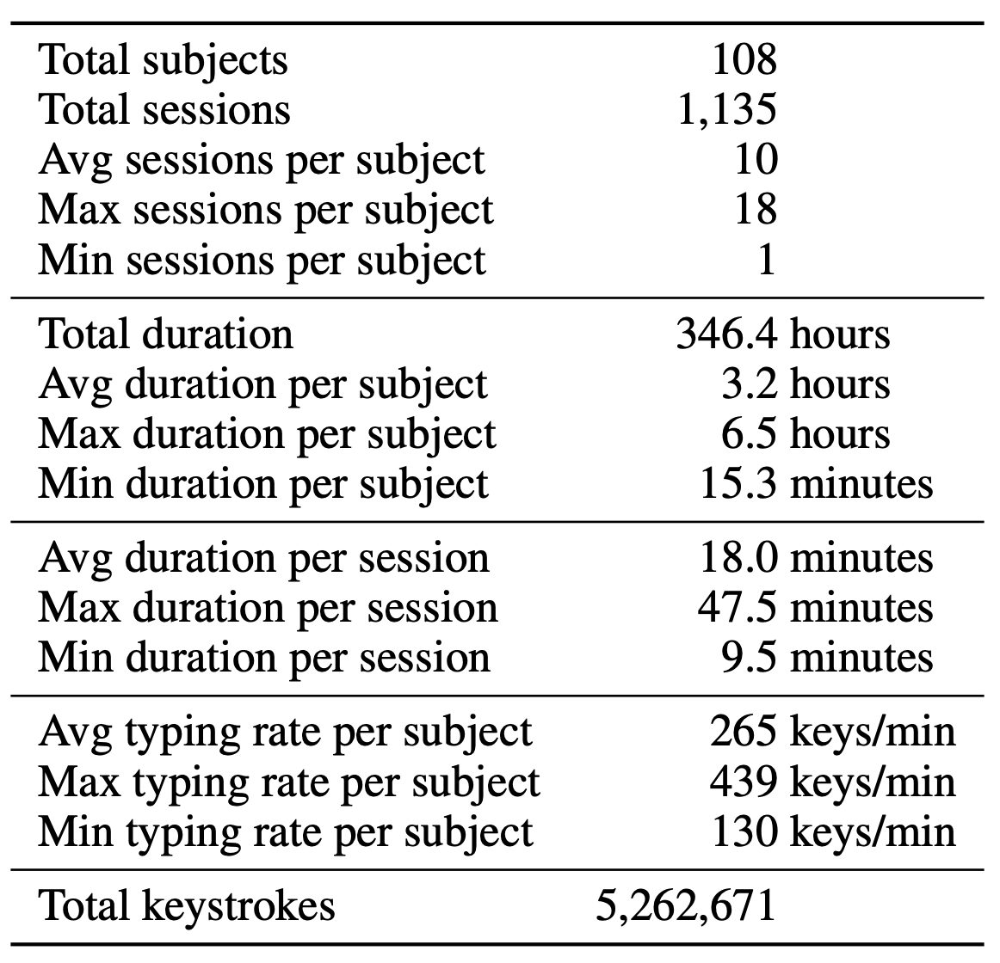 Total subjects 108
Total sessions 1,135
Avg sessions per subject 10
Max sessions per subject 18
Min sessions per subject 1
Total duration 346.4 hours
Avg duration per subject 3.2 hours
Max duration per subject 6.5 hours
Min duration per subject 15.3 minutes
Avg duration per session 18.0 minutes
Max duration per session 47.5 minutes
Min duration per session 9.5 minutes
Avg typing rate per subject 265 keys/min
Max typing rate per subject 439 keys/min
Min typing rate per subject 130 keys/min
Total keystrokes 5,262,671